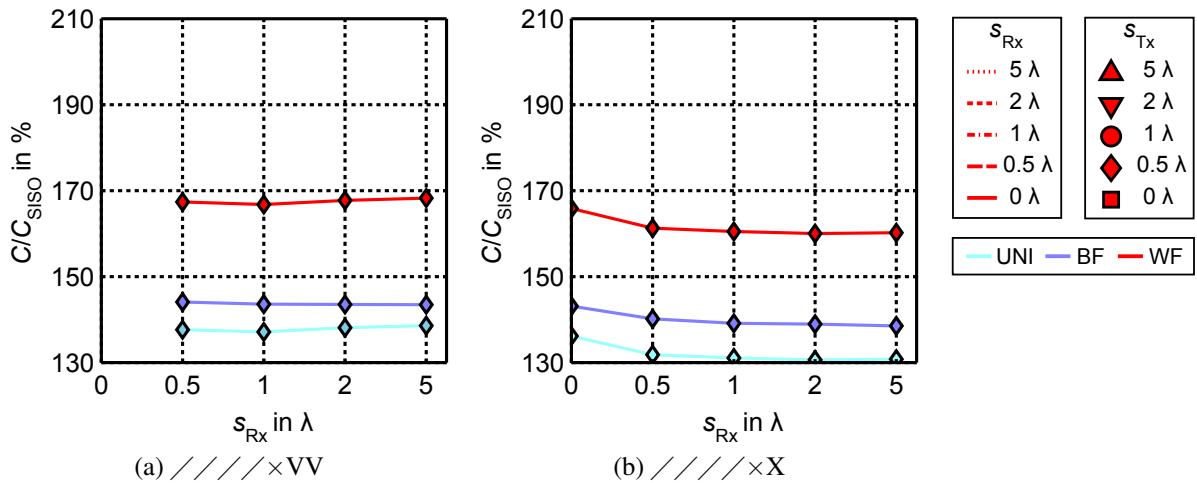 210
190
170
150
130
C/C_SISO in %
0 0.5 1 2 5
s_Rx in λ
(a) ////×VV
210
190
170
150
130
C/C_SISO in %
0 0.5 1 2 5
s_Rx in λ
(b) ////×X
s_Rx
5 λ
2 λ
1 λ
0.5 λ
0 λ
s_Tx
5 λ
2 λ
1 λ
0.5 λ
0 λ
UNI BF WF